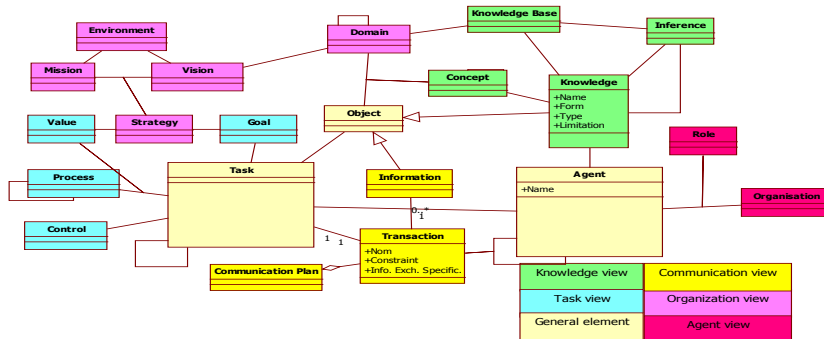 Environment
Domain
Knowledge Base
Inference
Mission
Vision
Concept
Knowledge
+Name
+Form
+Type
+Limitation
Object
Value
Strategy
Goal
Role
Task
Information
Agent
+Name
Process
Organisation
0..*
1
Control
1
1
Transaction
+Nom
+Constraint
+Info. Exch. Specific.
Communication Plan
Knowledge view
Communication view
Task view
Organization view
General element
Agent view